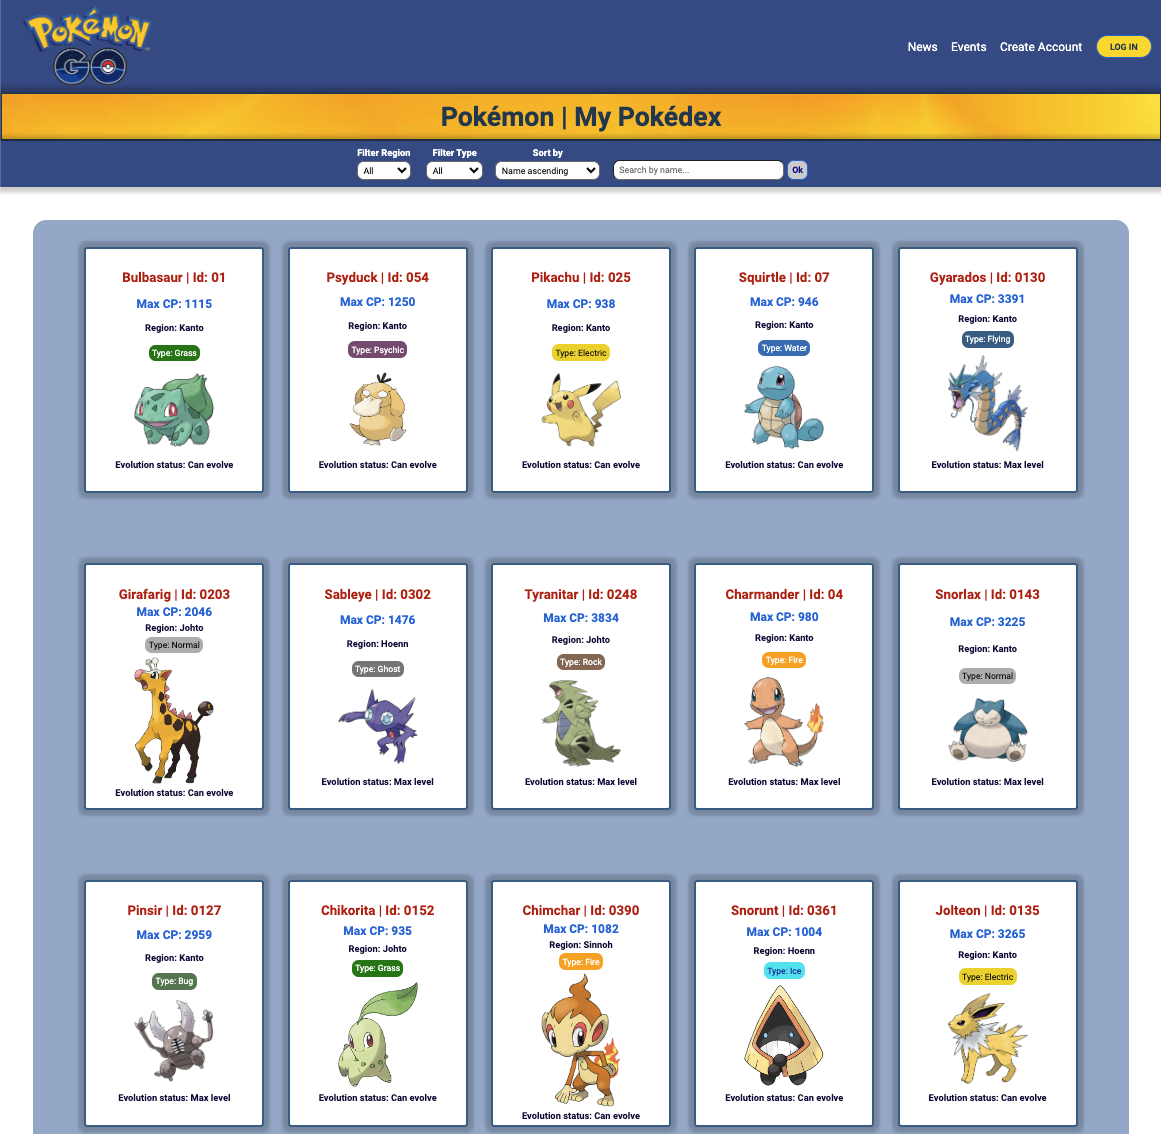 POKéMON
GO
News Events Create Account LOG IN
Pokémon | My Pokédex
Filter Region Filter Type Sort by
All All Name ascending Search by name... Ok
Bulbasaur | Id: 01
Max CP: 1115
Region: Kanto
Type: Grass
Evolution status: Can evolve
Psyduck | Id: 054
Max CP: 1250
Region: Kanto
Type: Psychic
Evolution status: Can evolve
Pikachu | Id: 025
Max CP: 938
Region: Kanto
Type: Electric
Evolution status: Can evolve
Squirtle | Id: 07
Max CP: 946
Region: Kanto
Type: Water
Evolution status: Can evolve
Gyarados | Id: 0130
Max CP: 3391
Region: Kanto
Type: Flying
Evolution status: Max level
Girafarig | Id: 0203
Max CP: 2046
Region: Johto
Type: Normal
Evolution status: Can evolve
Sableye | Id: 0302
Max CP: 1476
Region: Hoenn
Type: Ghost
Evolution status: Max level
Tyranitar | Id: 0248
Max CP: 3834
Region: Johto
Type: Rock
Evolution status: Max level
Charmander | Id: 04
Max CP: 980
Region: Kanto
Type: Fire
Evolution status: Max level
Snorlax | Id: 0143
Max CP: 3225
Region: Kanto
Type: Normal
Evolution status: Max level
Pinsir | Id: 0127
Max CP: 2959
Region: Kanto
Type: Bug
Evolution status: Max level
Chikorita | Id: 0152
Max CP: 935
Region: Johto
Type: Grass
Evolution status: Can evolve
Chimchar | Id: 0390
Max CP: 1082
Region: Sinnoh
Type: Fire
Evolution status: Can evolve
Snorunt | Id: 0361
Max CP: 1004
Region: Hoenn
Type: Ice
Evolution status: Can evolve
Jolteon | Id: 0135
Max CP: 3265
Region: Kanto
Type: Electric
Evolution status: Can evolve